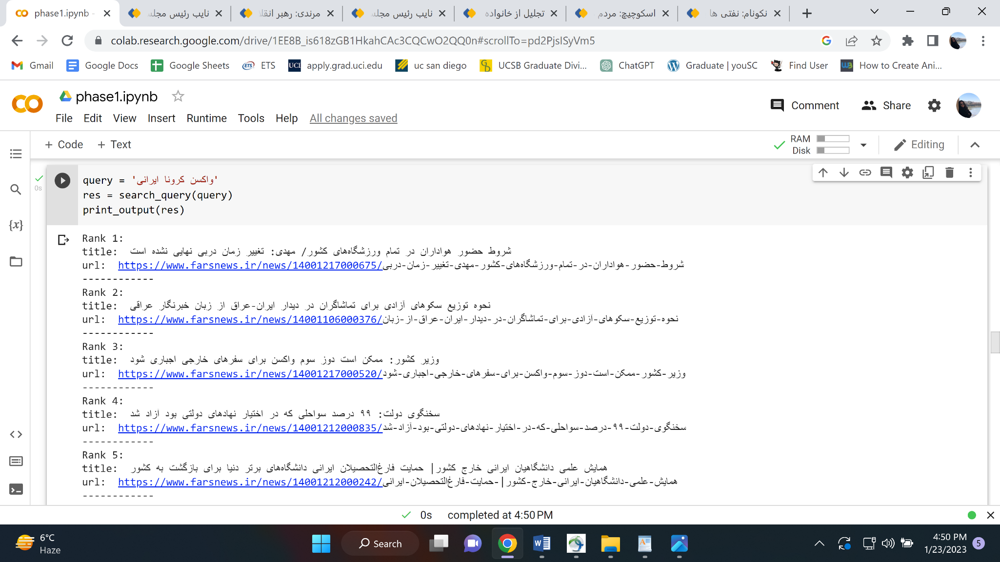 phase1.ipynb -
نایب رئیس مجلس
مرندی: رهبر انقلا
نایب رئیس مجلس
تجلیل از خانواده
اسکوچیچ: مردم
نکونام: نفتی ها
colab.research.google.com/drive/1EE8B_is618zGB1HkahCAc3CQCwO2QQ0n#scrollTo=pd2PjsISyVm5
Gmail Google Docs Google Sheets ETS apply.grad.uci.edu uc san diego UCSB Graduate Divi... ChatGPT Graduate | youSC Find User How to Create Ani...
phase1.ipynb
Comment Share
File Edit View Insert Runtime Tools Help All changes saved
+ Code + Text
RAM
Disk
Editing
0s
query = 'واکسن کرونا ایرانی'
res = search_query(query)
print_output(res)
Rank 1:
title: شروط حضور هواداران در تمام ورزشگاه‌های کشور/ مهدی: تغییر زمان دربی نهایی نشده است
url: https://www.farsnews.ir/news/14001217000675/شروط-حضور-هواداران-در-تمام-ورزشگاه‌های-کشور-مهدی-تغییر-زمان-دربی
------------
Rank 2:
title: نحوه توزیع سکوهای آزادی برای تماشاگران در دیدار ایران-عراق از زبان خبرنگار عراقی
url: https://www.farsnews.ir/news/14001106000376/نحوه-توزیع-سکوهای-آزادی-برای-تماشاگران-در-دیدار-ایران-عراق-از-زبان
------------
Rank 3:
title: وزیر کشور: ممکن است دوز سوم واکسن برای سفرهای خارجی اجباری شود
url: https://www.farsnews.ir/news/14001217000520/وزیر-کشور-ممکن-است-دوز-سوم-واکسن-برای-سفرهای-خارجی-اجباری-شود
------------
Rank 4:
title: سخنگوی دولت: ۹۹ درصد سواحلی که در اختیار نهادهای دولتی بود آزاد شد
url: https://www.farsnews.ir/news/14001212000835/سخنگوی-دولت-۹۹-درصد-سواحلی-که-در-اختیار-نهادهای-دولتی-بود-آزاد-شد
------------
Rank 5:
title: همایش علمی دانشگاهیان ایرانی خارج کشور| حمایت فارغ‌التحصیلان ایرانی دانشگاه‌های برتر دنیا برای بازگشت به کشور
url: https://www.farsnews.ir/news/14001212000242/همایش-علمی-دانشگاهیان-ایرانی-خارج-کشور|-حمایت-فارغ‌التحصیلان-ایرانی
------------
0s completed at 4:50 PM
6°C
Haze
Search
4:50 PM
1/23/2023
5